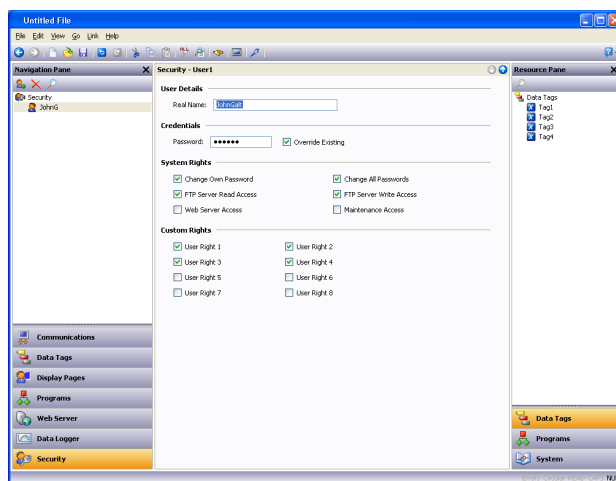 Untitled File
File Edit View Go Link Help
Navigation Pane
Security - User1
Resource Pane
Security
JohnG
User Details
Real Name: JohnGalt
Credentials
Password: ●●●●●● Override Existing
System Rights
Change Own Password Change All Passwords
FTP Server Read Access FTP Server Write Access
Web Server Access Maintenance Access
Custom Rights
User Right 1 User Right 2
User Right 3 User Right 4
User Right 5 User Right 6
User Right 7 User Right 8
Data Tags
Tag1
Tag2
Tag3
Tag4
Communications
Data Tags
Display Pages
Programs
Web Server
Data Logger
Security
Data Tags
Programs
System
READ CAPS NU